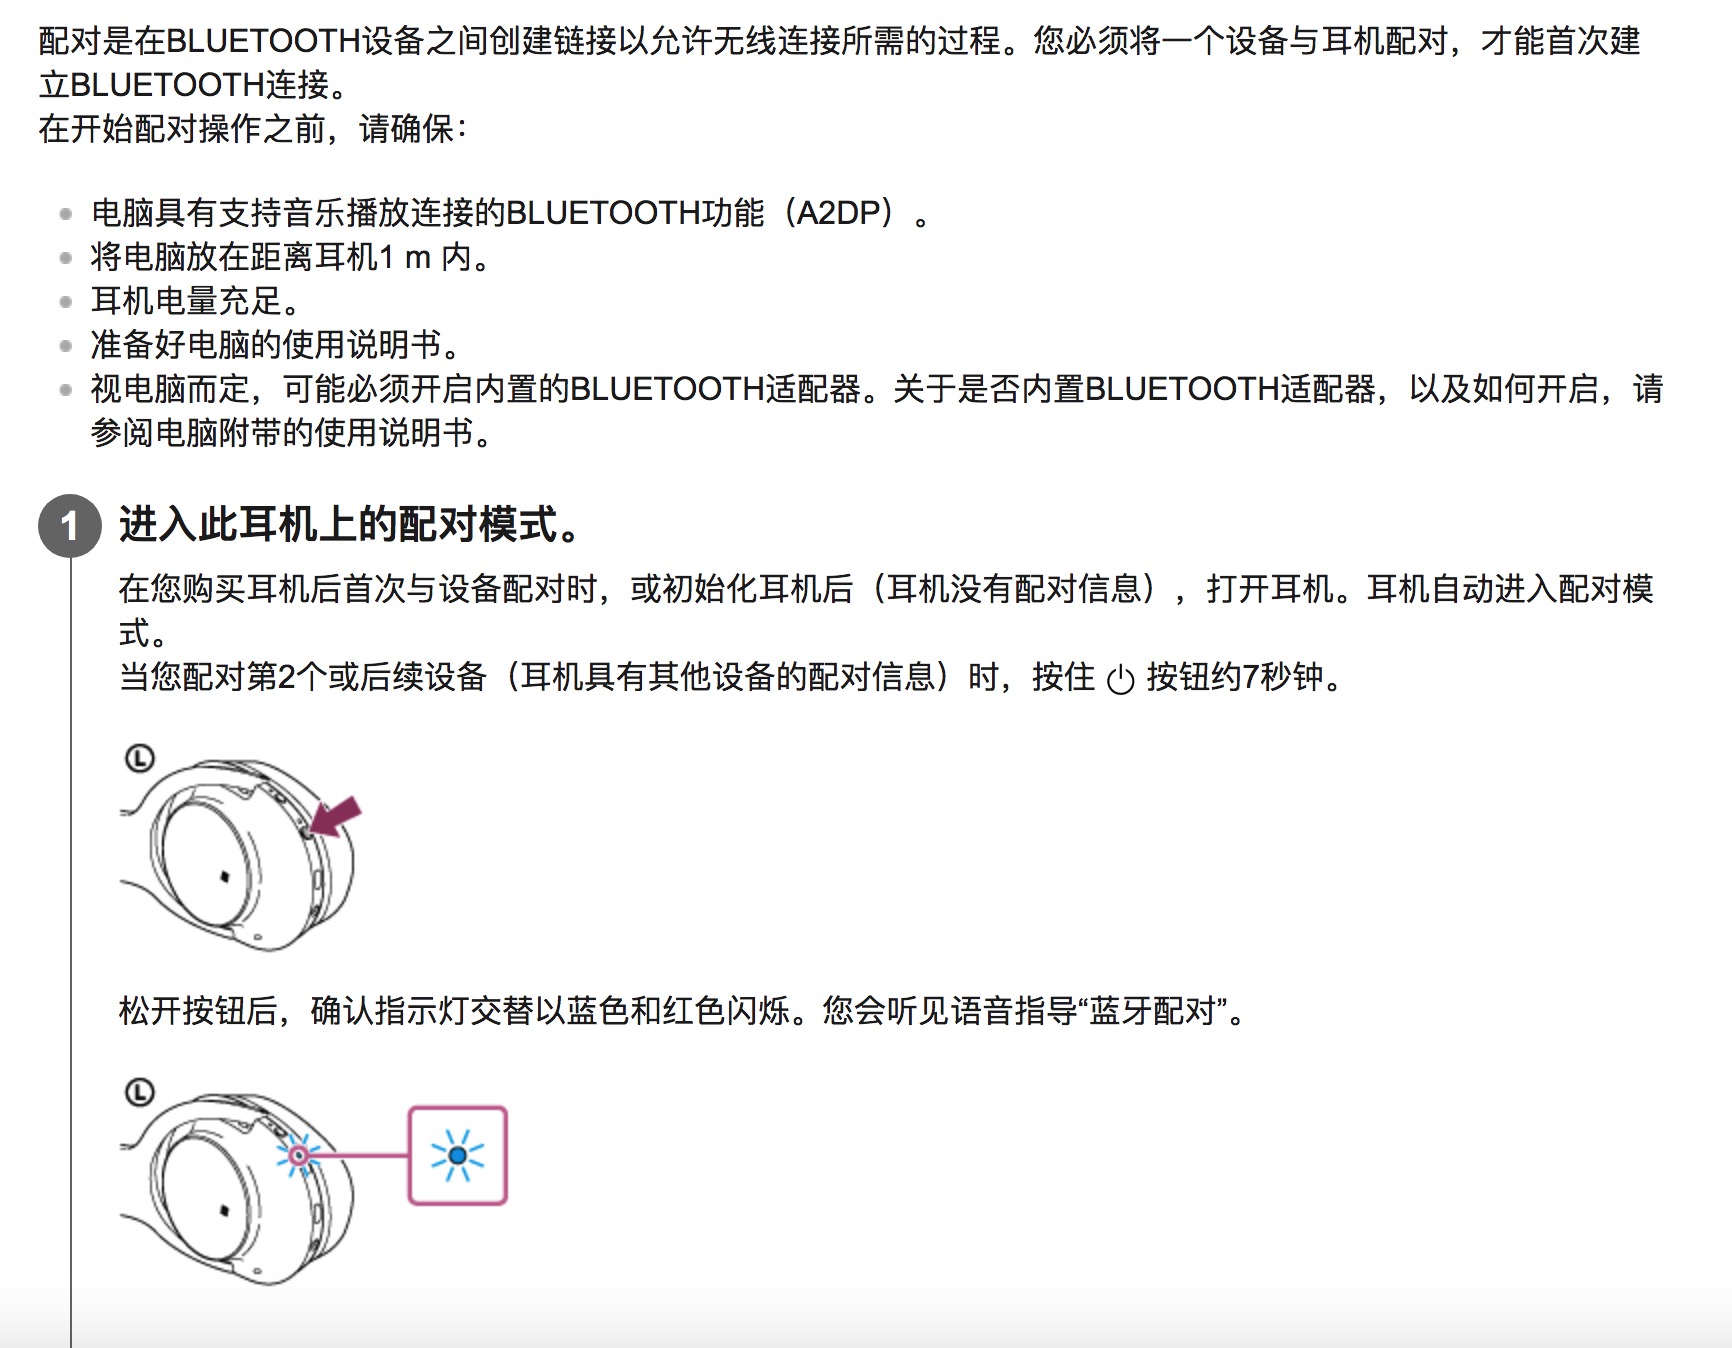 配对是在BLUETOOTH设备之间创建链接以允许无线连接所需的过程。您必须将一个设备与耳机配对，才能首次建
立BLUETOOTH连接。
在开始配对操作之前，请确保：
电脑具有支持音乐播放连接的BLUETOOTH功能（A2DP）。
将电脑放在距离耳机1 m 内。
耳机电量充足。
准备好电脑的使用说明书。
视电脑而定，可能必须开启内置的BLUETOOTH适配器。关于是否内置BLUETOOTH适配器，以及如何开启，请
参阅电脑附带的使用说明书。
1 进入此耳机上的配对模式。
在您购买耳机后首次与设备配对时，或初始化耳机后（耳机没有配对信息），打开耳机。耳机自动进入配对模
式。
当您配对第2个或后续设备（耳机具有其他设备的配对信息）时，按住 ⏻ 按钮约7秒钟。
L
松开按钮后，确认指示灯交替以蓝色和红色闪烁。您会听见语音指导“蓝牙配对”。
L